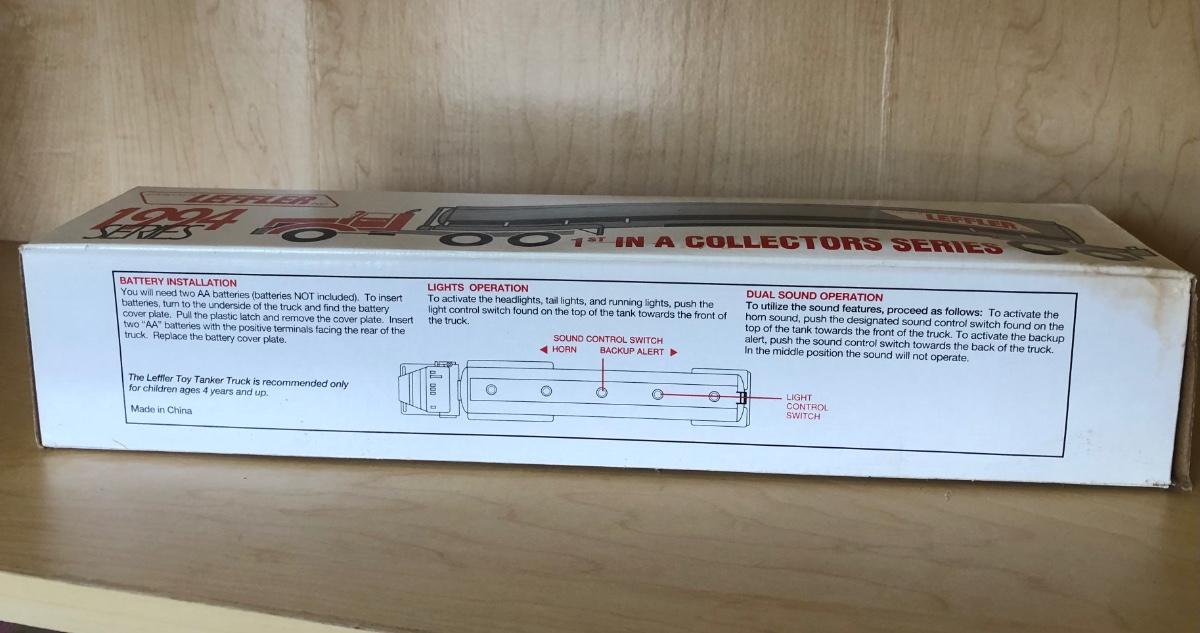 LEFFLER
1994
SERIES
LEFFLER
1ST IN A COLLECTORS SERIES
BATTERY INSTALLATION
You will need two AA batteries (batteries NOT included). To insert
batteries, turn to the underside of the truck and find the battery
cover plate. Pull the plastic latch and remove the cover plate. Insert
two "AA" batteries with the positive terminals facing the rear of the
truck. Replace the battery cover plate.
The Leffler Toy Tanker Truck is recommended only
for children ages 4 years and up.
Made in China
LIGHTS OPERATION
To activate the headlights, tail lights, and running lights, push the
light control switch found on the top of the tank towards the front of
the truck.
SOUND CONTROL SWITCH
◀ HORN BACKUP ALERT ▶
DUAL SOUND OPERATION
To utilize the sound features, proceed as follows: To activate the
horn sound, push the designated sound control switch found on the
top of the tank towards the front of the truck. To activate the backup
alert, push the sound control switch towards the back of the truck.
In the middle position the sound will not operate.
LIGHT
CONTROL
SWITCH